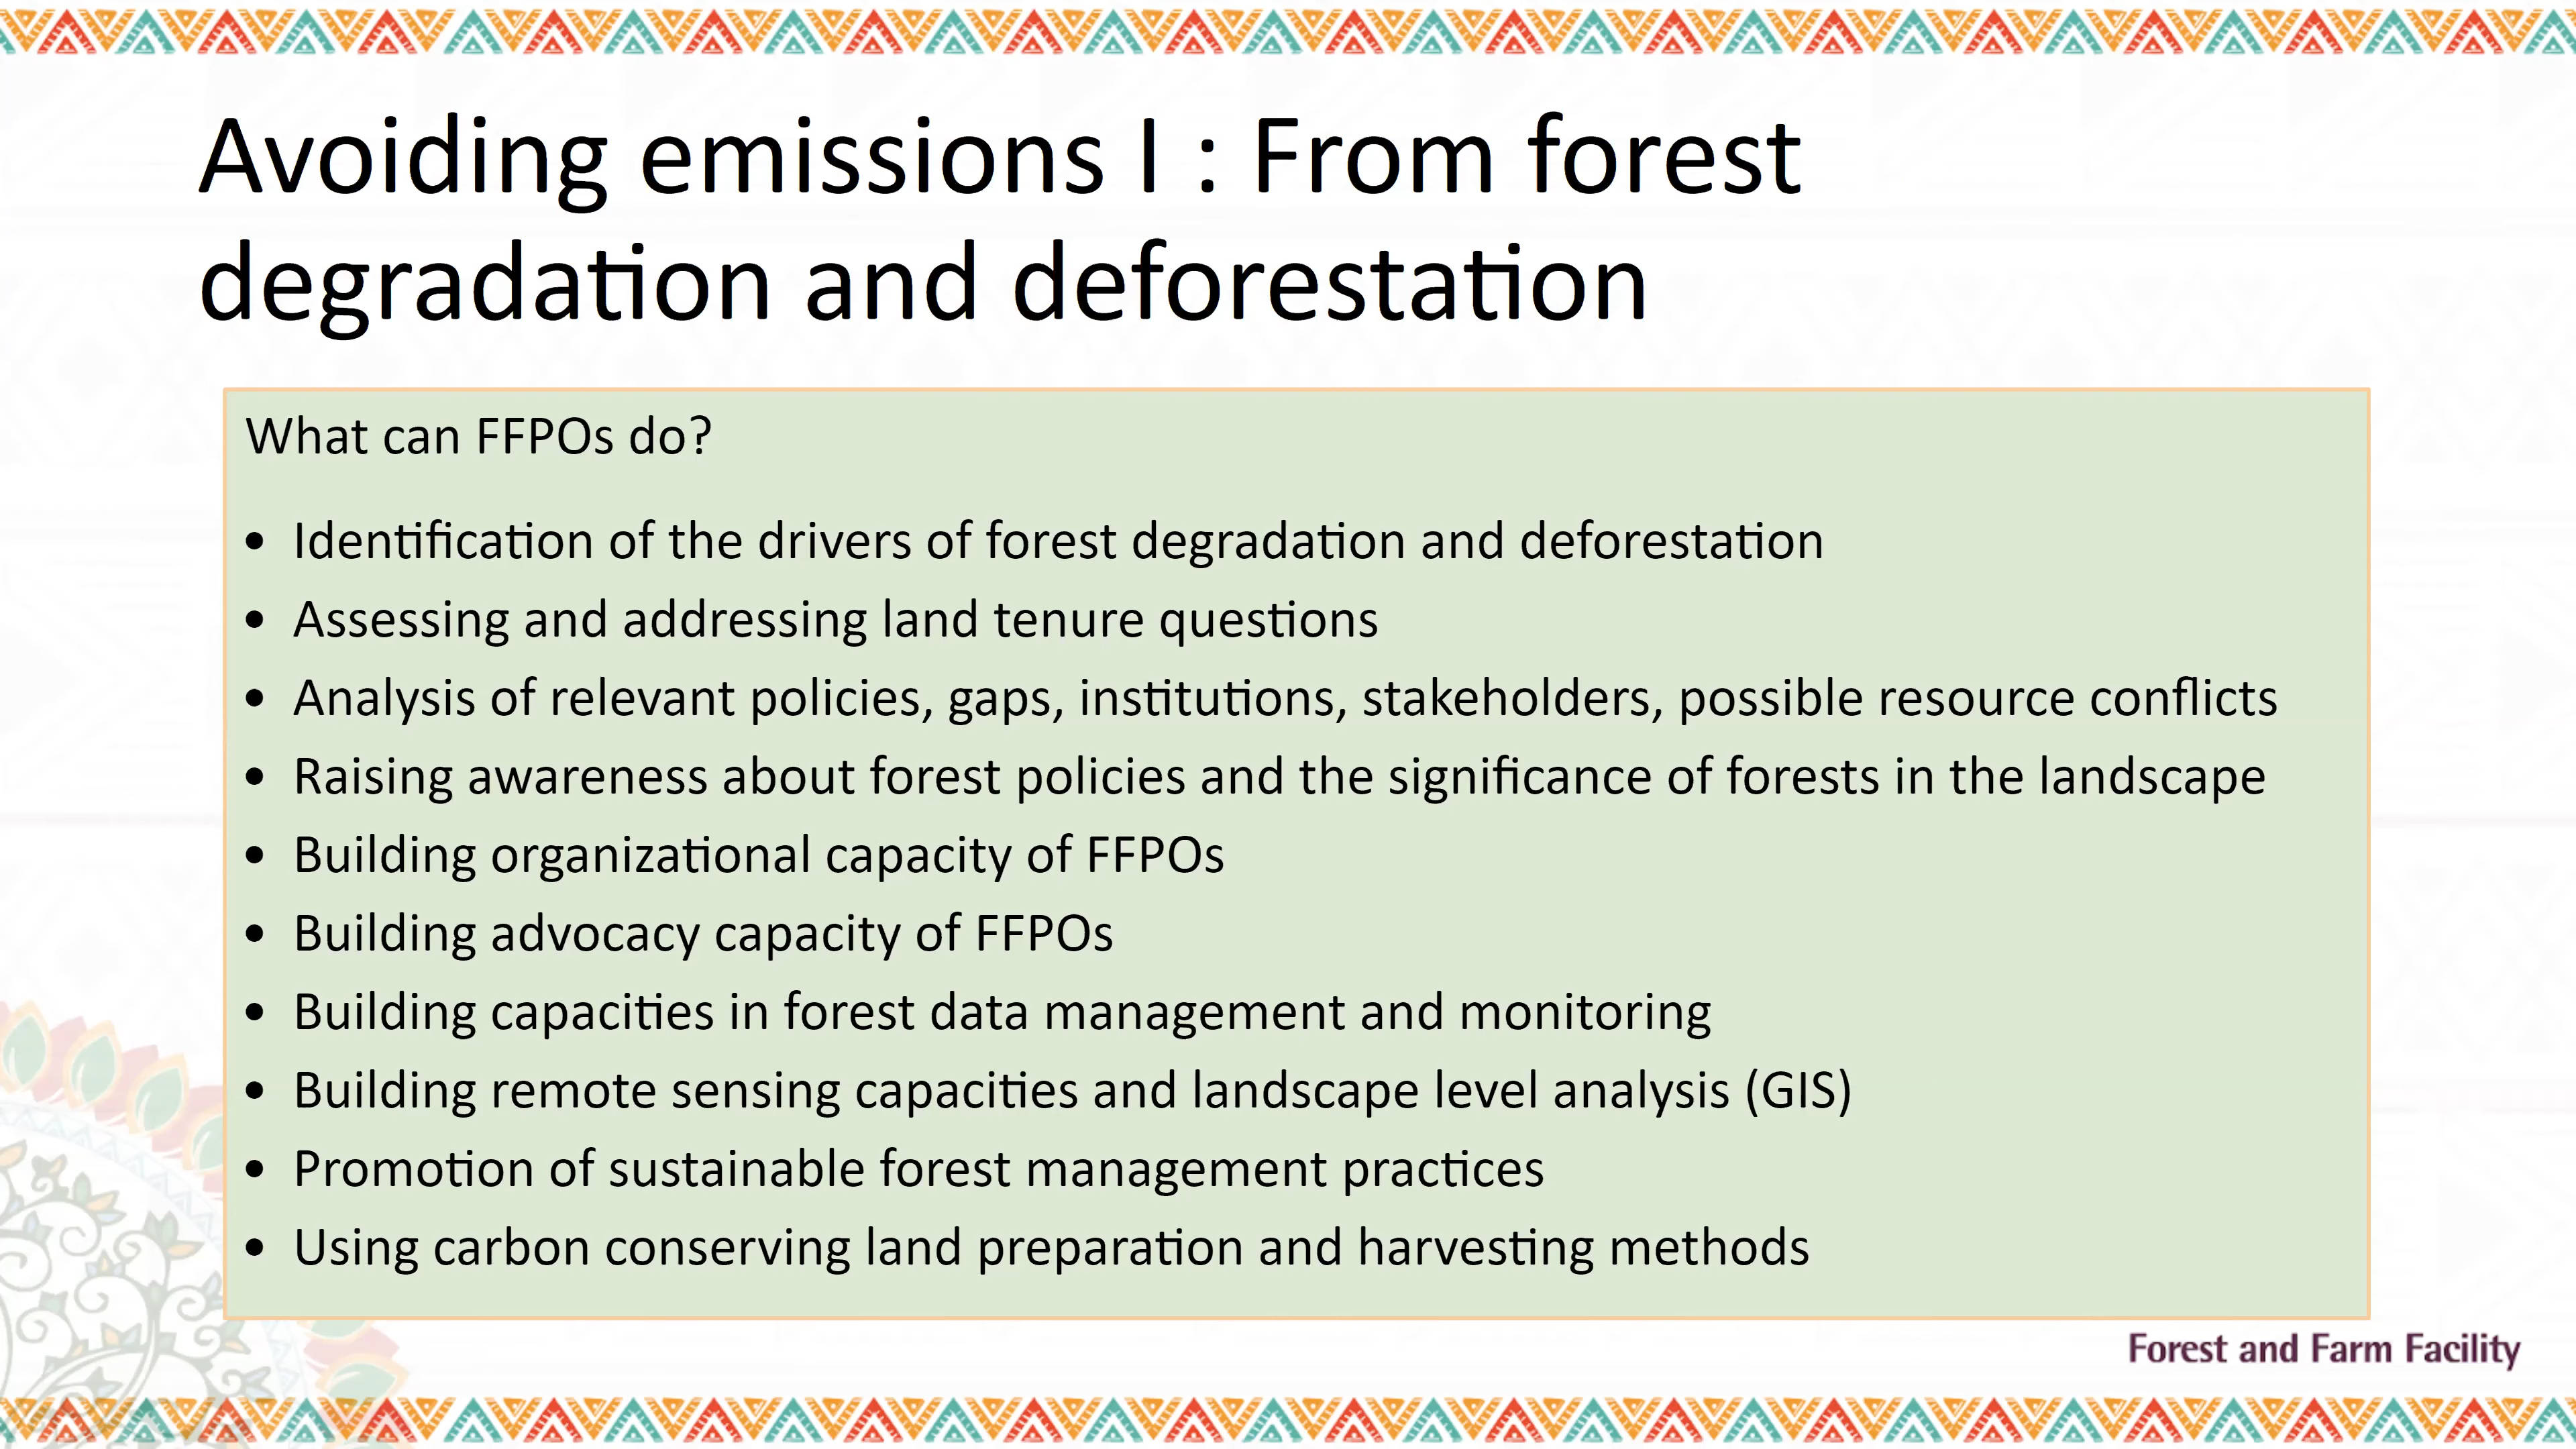 Avoiding emissions I : From forest
degradation and deforestation
What can FFPOs do?
• Identification of the drivers of forest degradation and deforestation
• Assessing and addressing land tenure questions
• Analysis of relevant policies, gaps, institutions, stakeholders, possible resource conflicts
• Raising awareness about forest policies and the significance of forests in the landscape
• Building organizational capacity of FFPOs
• Building advocacy capacity of FFPOs
• Building capacities in forest data management and monitoring
• Building remote sensing capacities and landscape level analysis (GIS)
• Promotion of sustainable forest management practices
• Using carbon conserving land preparation and harvesting methods
Forest and Farm Facility